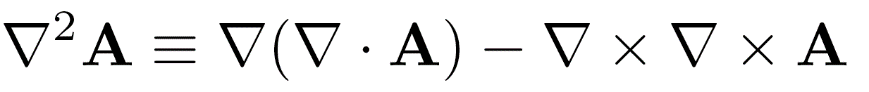 ∇²𝐀 ≡ ∇(∇ · 𝐀) − ∇ × ∇ × 𝐀